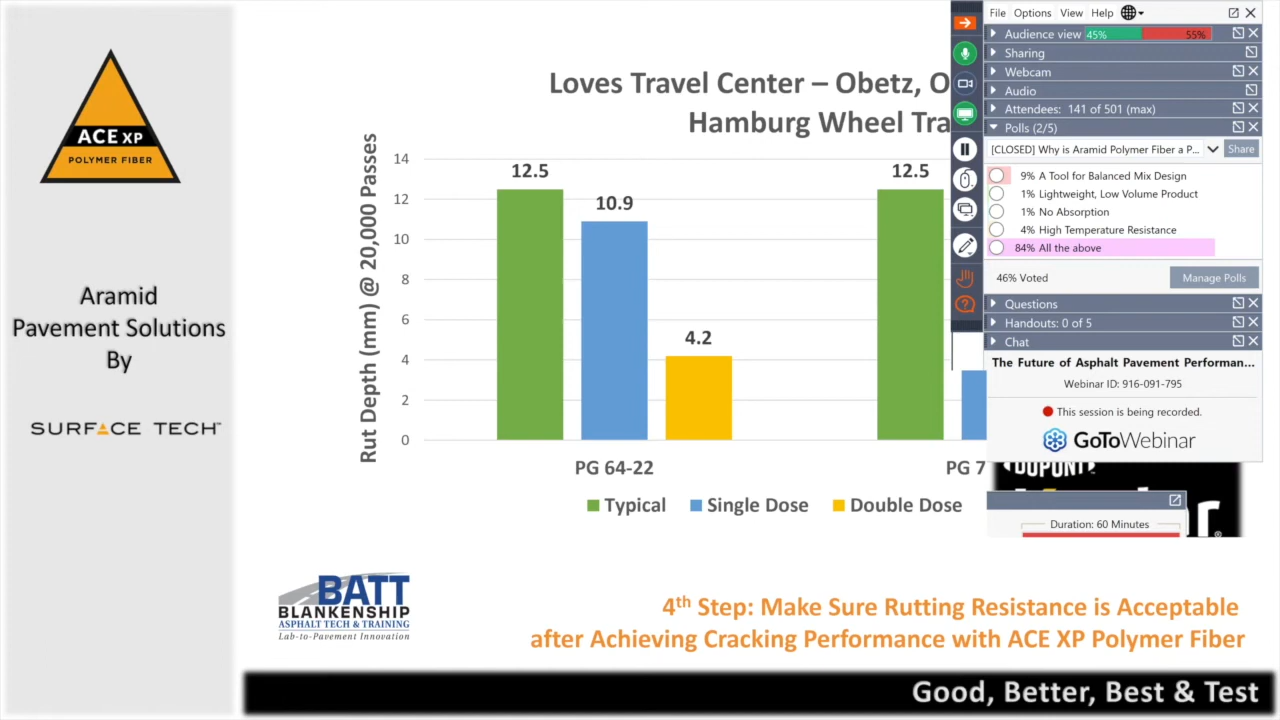 ACE XP
POLYMER FIBER
Aramid
Pavement Solutions
By
SURFACE TECH
Loves Travel Center – Obetz, O
Hamburg Wheel Tra
Rut Depth (mm) @ 20,000 Passes
14
12
10
8
6
4
2
0
12.5
10.9
4.2
12.5
PG 64-22
PG 7
Typical
Single Dose
Double Dose
BATT
BLANKENSHIP
ASPHALT TECH & TRAINING
Lab-to-Pavement Innovation
4th Step: Make Sure Rutting Resistance is Acceptable
after Achieving Cracking Performance with ACE XP Polymer Fiber
Good, Better, Best & Test
File Options View Help
Audience view 45% 55%
Sharing
Webcam
Audio
Attendees: 141 of 501 (max)
Polls (2/5)
[CLOSED] Why is Aramid Polymer Fiber a P... Share
9% A Tool for Balanced Mix Design
1% Lightweight, Low Volume Product
1% No Absorption
4% High Temperature Resistance
84% All the above
46% Voted Manage Polls
Questions
Handouts: 0 of 5
Chat
The Future of Asphalt Pavement Performan...
Webinar ID: 916-091-795
This session is being recorded.
GoToWebinar
DUPONT
Duration: 60 Minutes